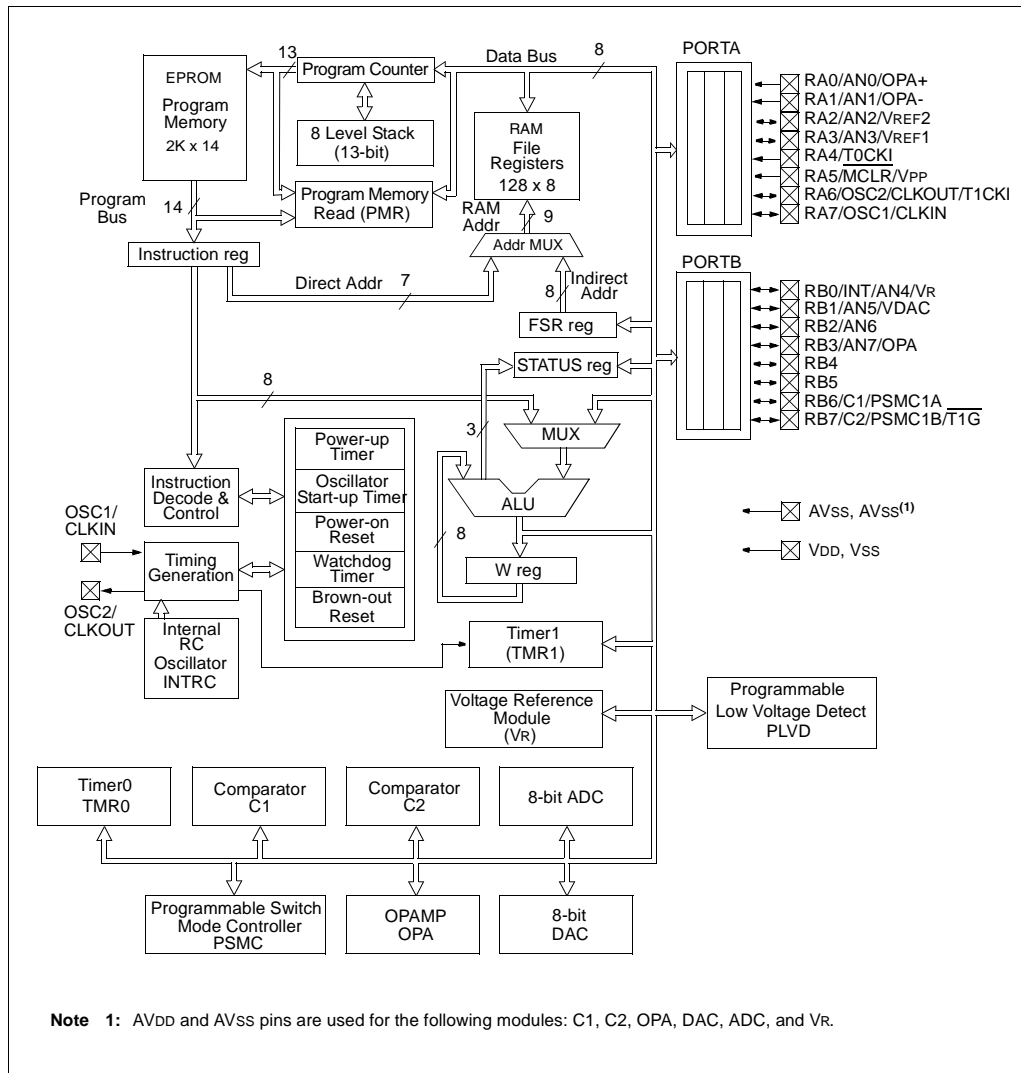 EPROM
Program
Memory
2K x 14
13
Program Counter
8 Level Stack
(13-bit)
Program Memory
Read (PMR)
Data Bus
8
RAM
File
Registers
128 x 8
RAM
Addr
9
Addr MUX
Program
Bus
14
Instruction reg
Direct Addr
7
8
Indirect
Addr
FSR reg
STATUS reg
8
3
MUX
ALU
8
W reg
Power-up
Timer
Oscillator
Start-up Timer
Power-on
Reset
Watchdog
Timer
Brown-out
Reset
Instruction
Decode &
Control
OSC1/
CLKIN
Timing
Generation
OSC2/
CLKOUT
Internal
RC
Oscillator
INTRC
Timer1
(TMR1)
Voltage Reference
Module
(VR)
Programmable
Low Voltage Detect
PLVD
PORTA
RA0/AN0/OPA+
RA1/AN1/OPA-
RA2/AN2/VREF2
RA3/AN3/VREF1
RA4/T0CKI
RA5/MCLR/VPP
RA6/OSC2/CLKOUT/T1CKI
RA7/OSC1/CLKIN
PORTB
RB0/INT/AN4/VR
RB1/AN5/VDAC
RB2/AN6
RB3/AN7/OPA
RB4
RB5
RB6/C1/PSMC1A
RB7/C2/PSMC1B/T1G
AVSS, AVSS(1)
VDD, VSS
Timer0
TMR0
Comparator
C1
Comparator
C2
8-bit ADC
Programmable Switch
Mode Controller
PSMC
OPAMP
OPA
8-bit
DAC
Note 1: AVDD and AVSS pins are used for the following modules: C1, C2, OPA, DAC, ADC, and VR.